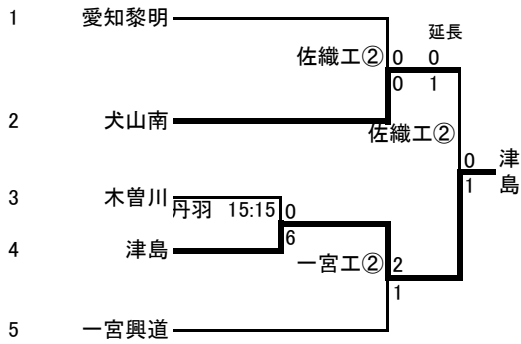 1 愛知黎明
延長
佐織工② 0 0
0 1
2 犬山南
佐織工②
0 津島
1
3 木曽川
丹羽 15:15 0
6
4 津島
一宮工② 2
1
5 一宮興道